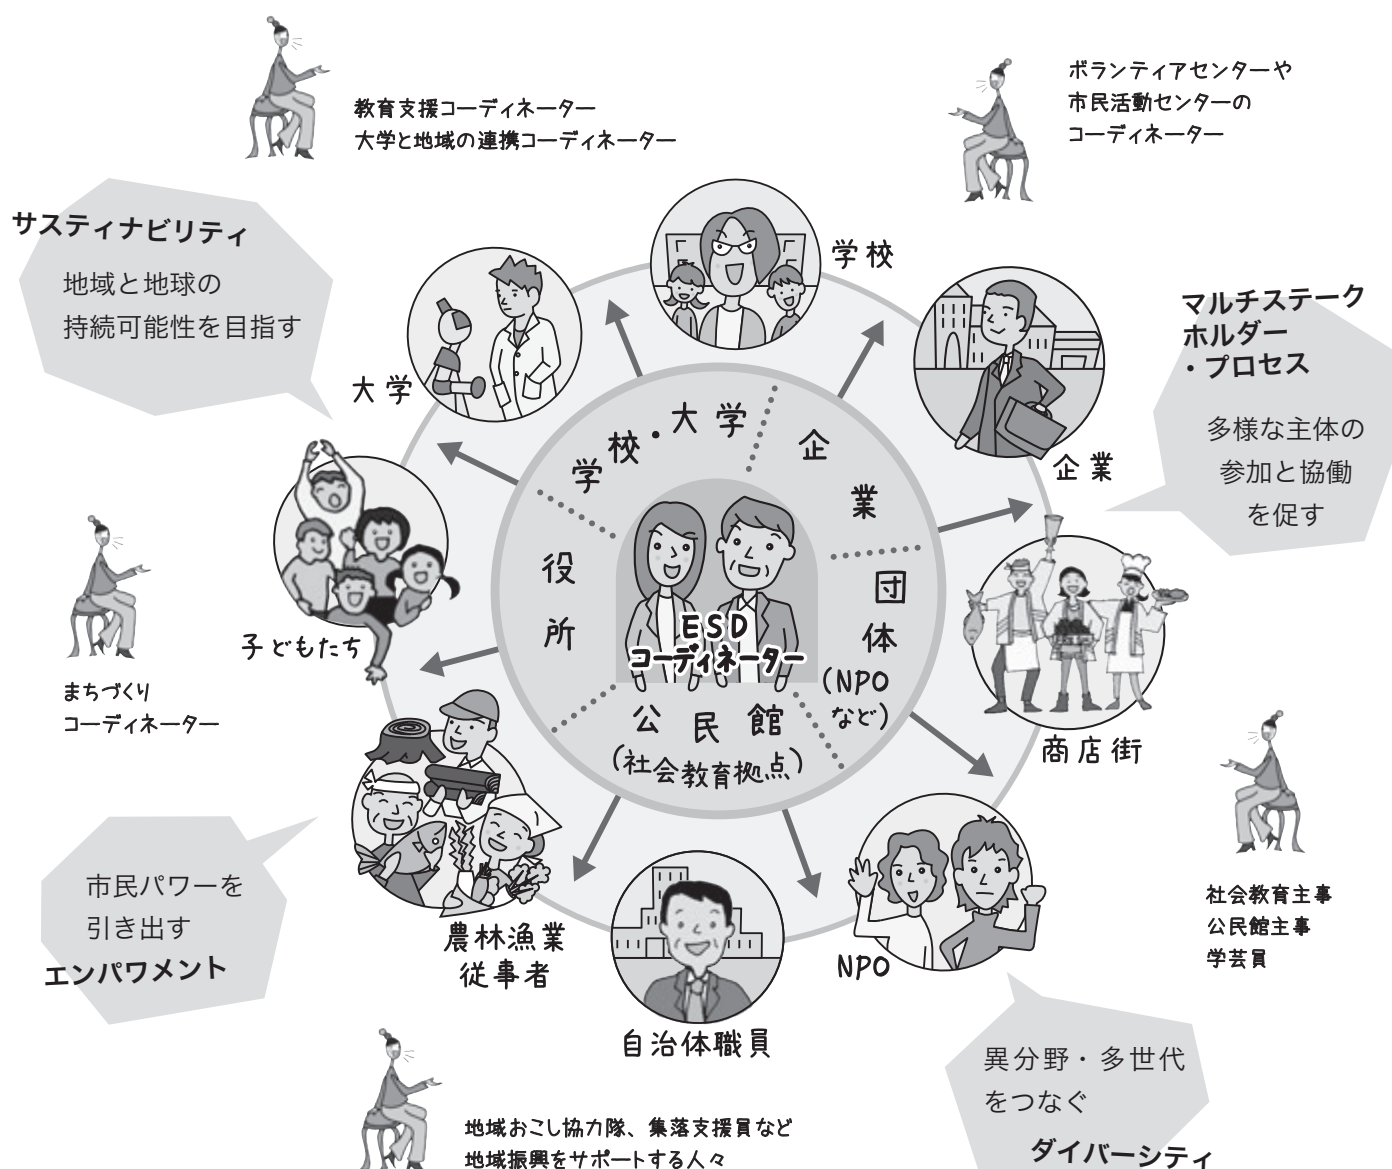 教育支援コーディネーター
大学と地域の連携コーディネーター
ボランティアセンターや
市民活動センターの
コーディネーター
サスティナビリティ
地域と地球の
持続可能性を目指す
学校
大学
企業
マルチステーク
ホルダー
・プロセス
多様な主体の
参加と協働
を促す
学校・大学
企業
団体
(NPO
など)
役所
ESD
コーディネーター
公民館
(社会教育拠点)
子どもたち
商店街
まちづくり
コーディネーター
農林漁業
従事者
自治体職員
NPO
社会教育主事
公民館主事
学芸員
市民パワーを
引き出す
エンパワメント
異分野・多世代
をつなぐ
ダイバーシティ
地域おこし協力隊、集落支援員など
地域振興をサポートする人々